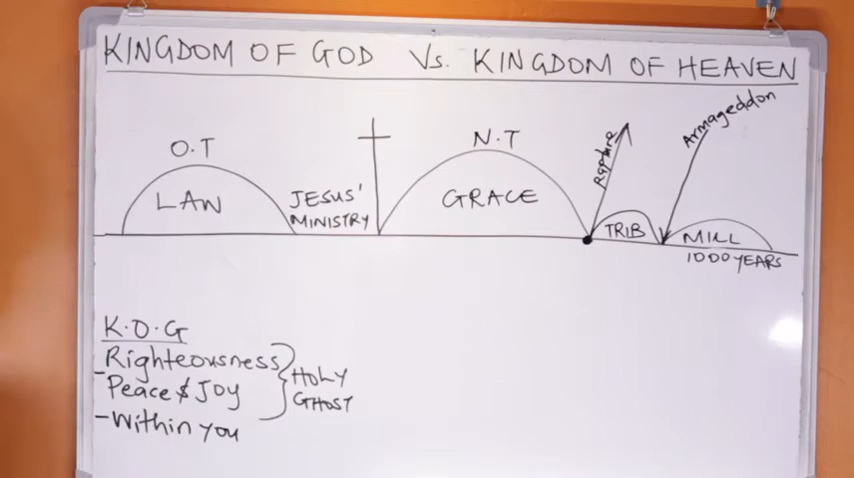 KINGDOM OF GOD Vs. KINGDOM OF HEAVEN
O.T
LAW
JESUS'
MINISTRY
N.T
GRACE
Rapture
TRIB
Armageddon
MILL
1000 YEARS
K.O.G
- Righteousness
Peace & Joy
- Within you
HOLY
GHOST